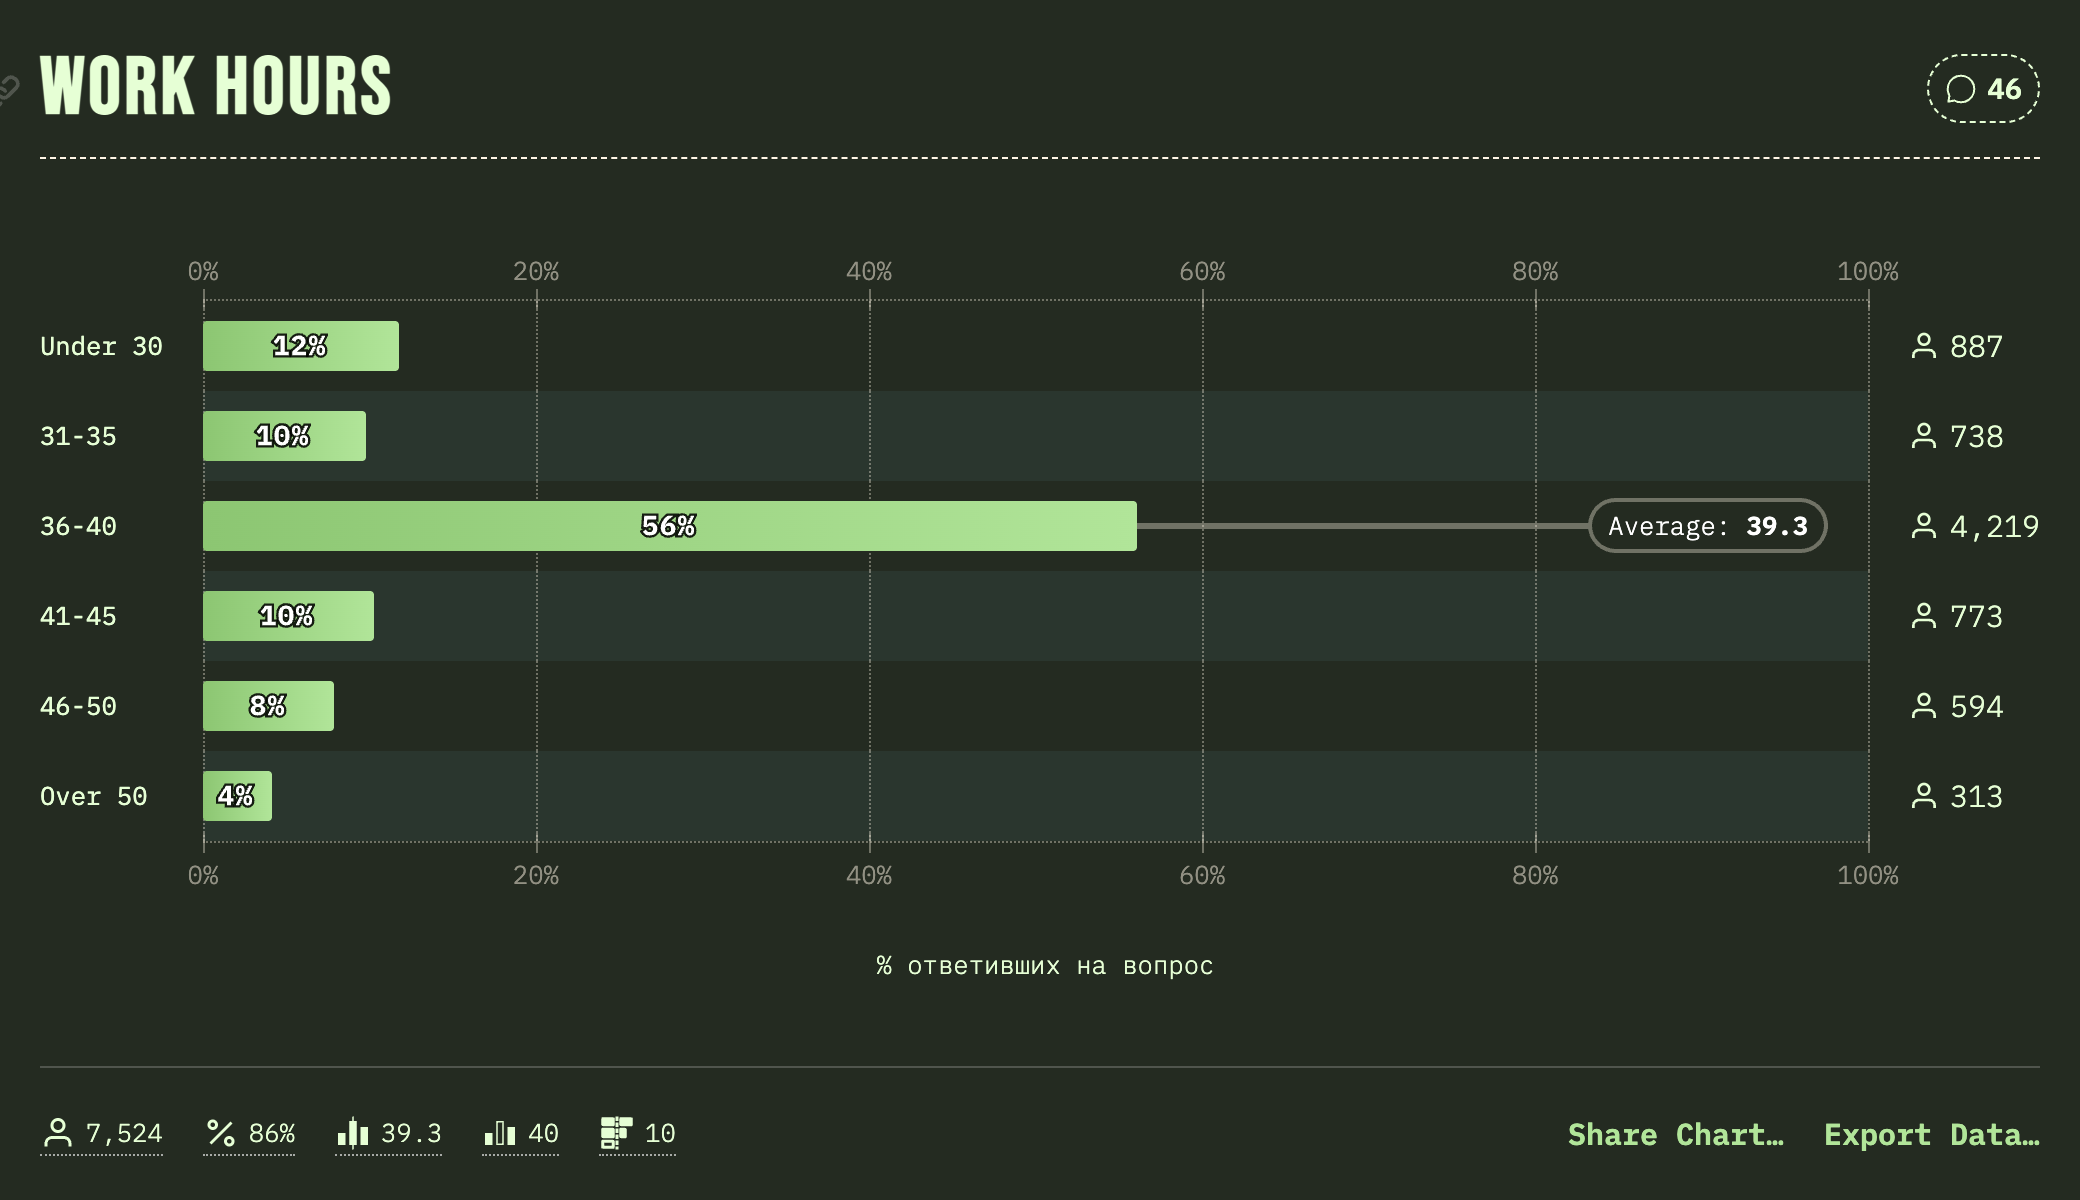 WORK HOURS
46
0% 20% 40% 60% 80% 100%
Under 30 12% 887
31-35 10% 738
36-40 56% Average: 39.3 4,219
41-45 10% 773
46-50 8% 594
Over 50 4% 313
0% 20% 40% 60% 80% 100%
% ответивших на вопрос
7,524 86% 39.3 40 10 Share Chart… Export Data…